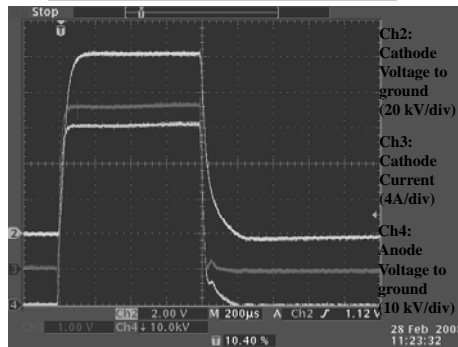 Stop
Ch2:
Cathode
Voltage to
ground
(20 kV/div)
Ch3:
Cathode
Current
(4A/div)
Ch4:
Anode
Voltage to
ground
(10 kV/div)
2
3
4
Ch2 2.00 V M 200µs A Ch2 ƒ 1.12 V
Ch3 1.00 V Ch4 10.0kV
10.40 %
28 Feb 200
11:23:32